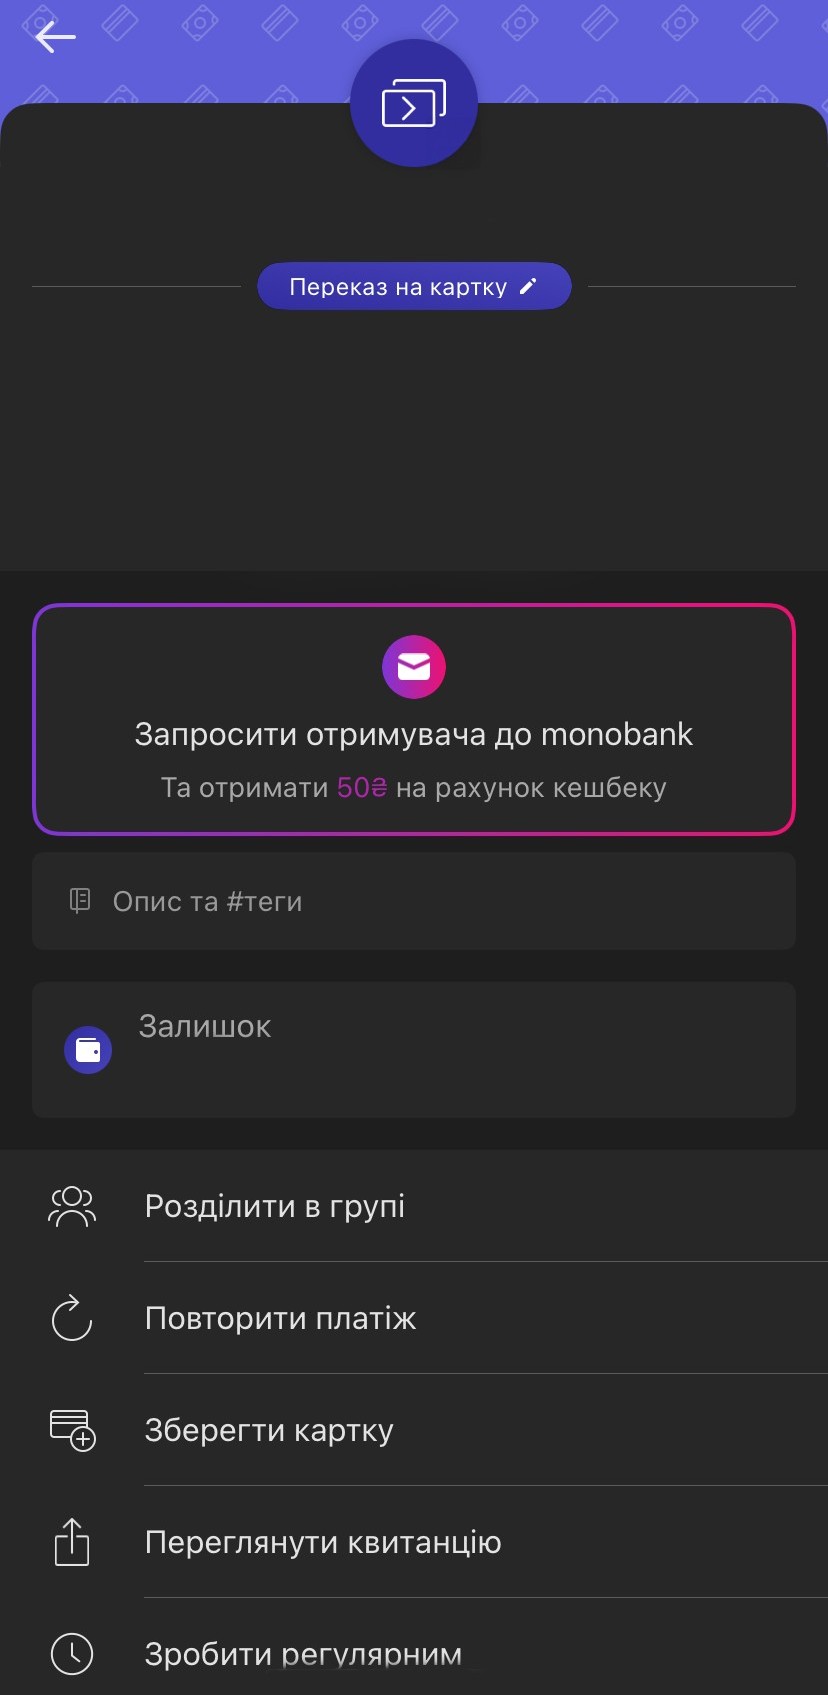 Переказ на картку
Запросити отримувача до monobank
Та отримати 50₴ на рахунок кешбеку
Опис та #теги
Залишок
Розділити в групі
Повторити платіж
Зберегти картку
Переглянути квитанцію
Зробити регулярним